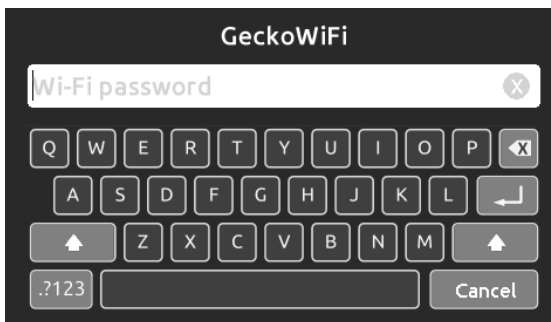 GeckoWiFi
Wi-Fi password X
Q W E R T Y U I O P X
A S D F G H J K L
Z X C V B N M
.?123 Cancel